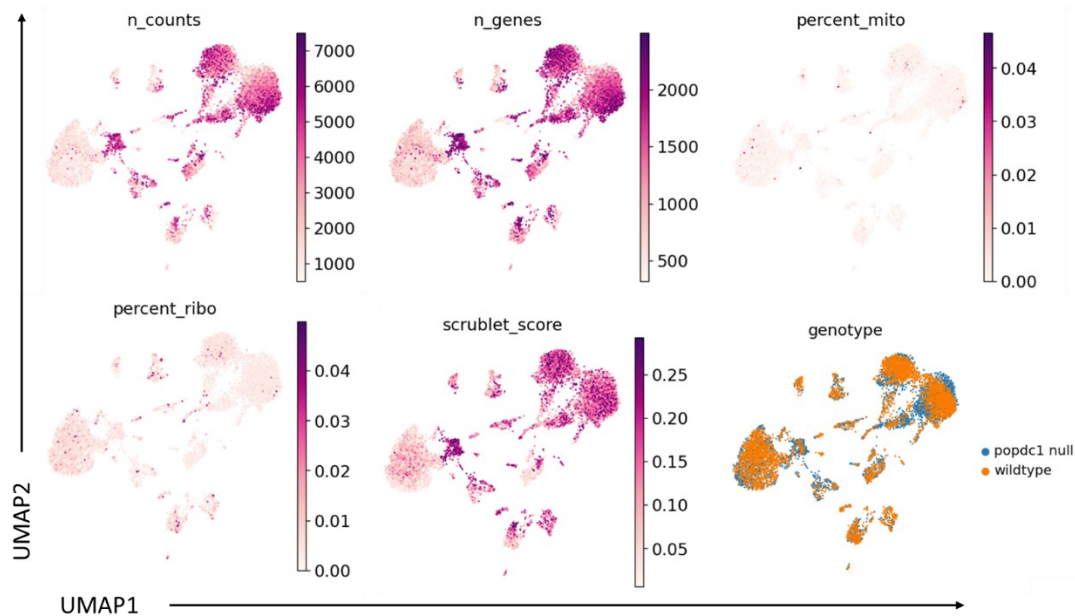 n_counts
n_genes
percent_mito
7000
6000
5000
4000
3000
2000
1000
2000
1000
500
0.04
0.03
0.02
0.01
0.00
percent_ribo
scrublet_score
genotype
0.04
0.03
0.02
0.01
0.00
0.25
0.20
0.15
0.10
0.05
popdc1 null
wildtype
UMAP2
UMAP1